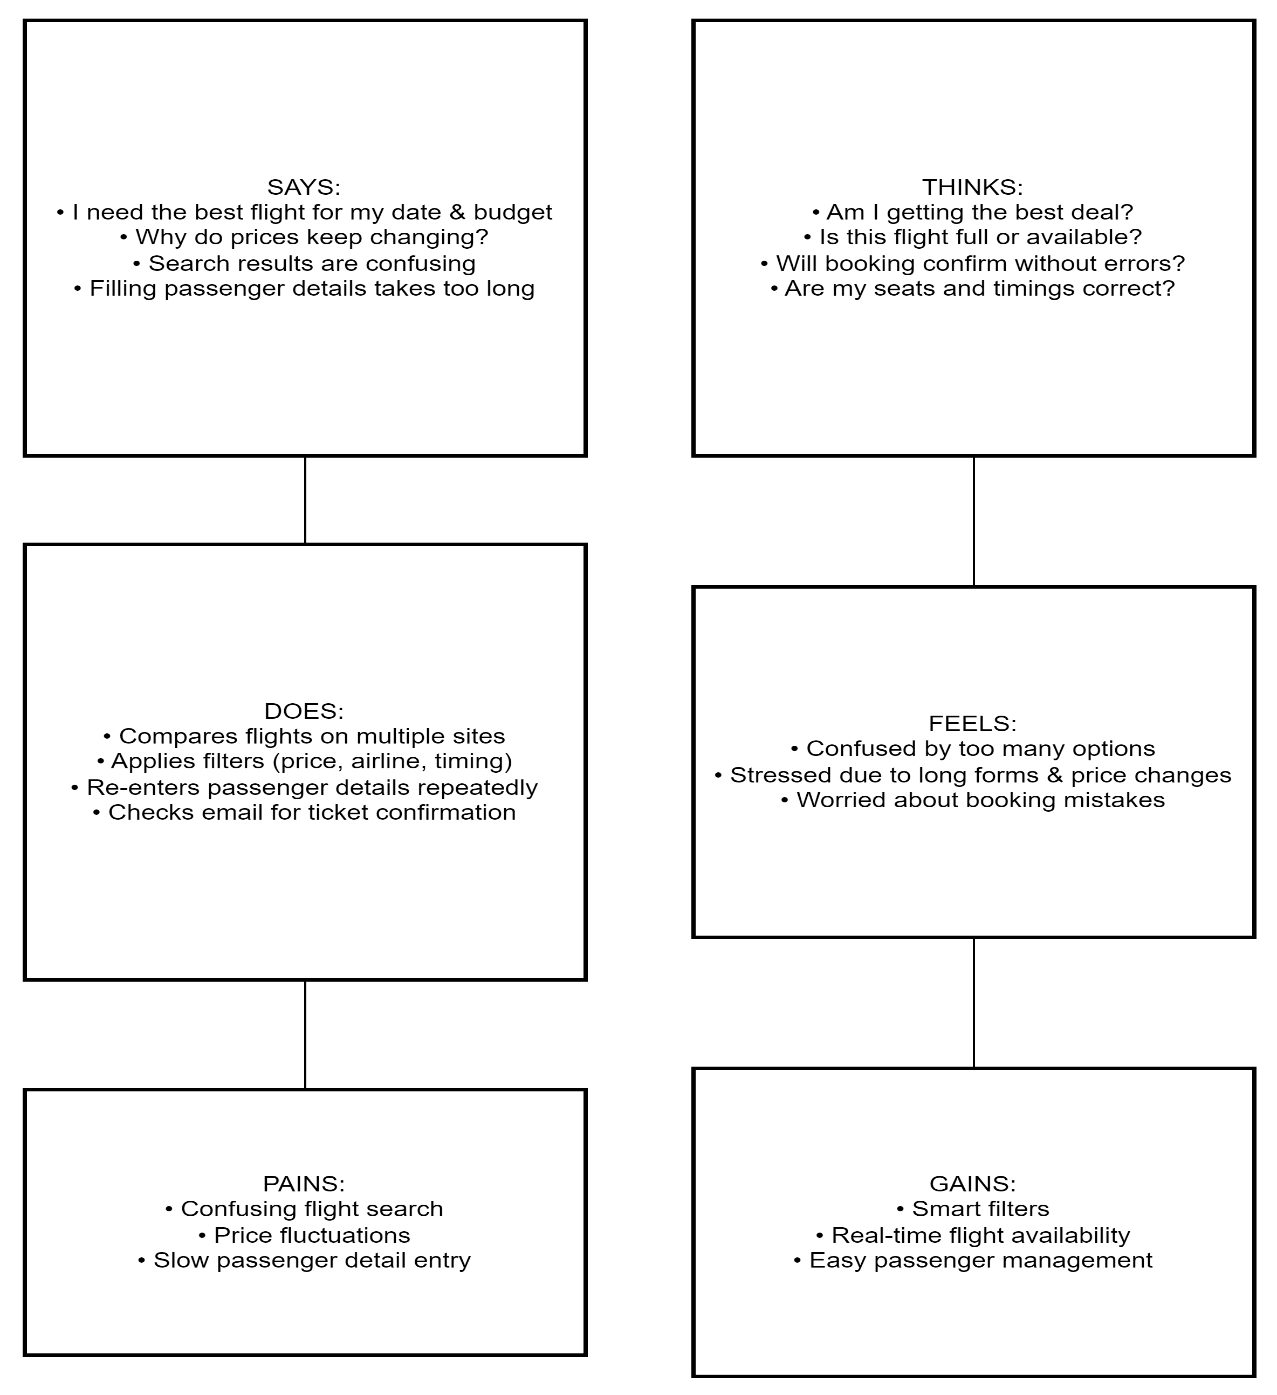 SAYS:
• I need the best flight for my date & budget
• Why do prices keep changing?
• Search results are confusing
• Filling passenger details takes too long
THINKS:
• Am I getting the best deal?
• Is this flight full or available?
• Will booking confirm without errors?
• Are my seats and timings correct?
DOES:
• Compares flights on multiple sites
• Applies filters (price, airline, timing)
• Re-enters passenger details repeatedly
• Checks email for ticket confirmation
FEELS:
• Confused by too many options
• Stressed due to long forms & price changes
• Worried about booking mistakes
PAINS:
• Confusing flight search
• Price fluctuations
• Slow passenger detail entry
GAINS:
• Smart filters
• Real-time flight availability
• Easy passenger management